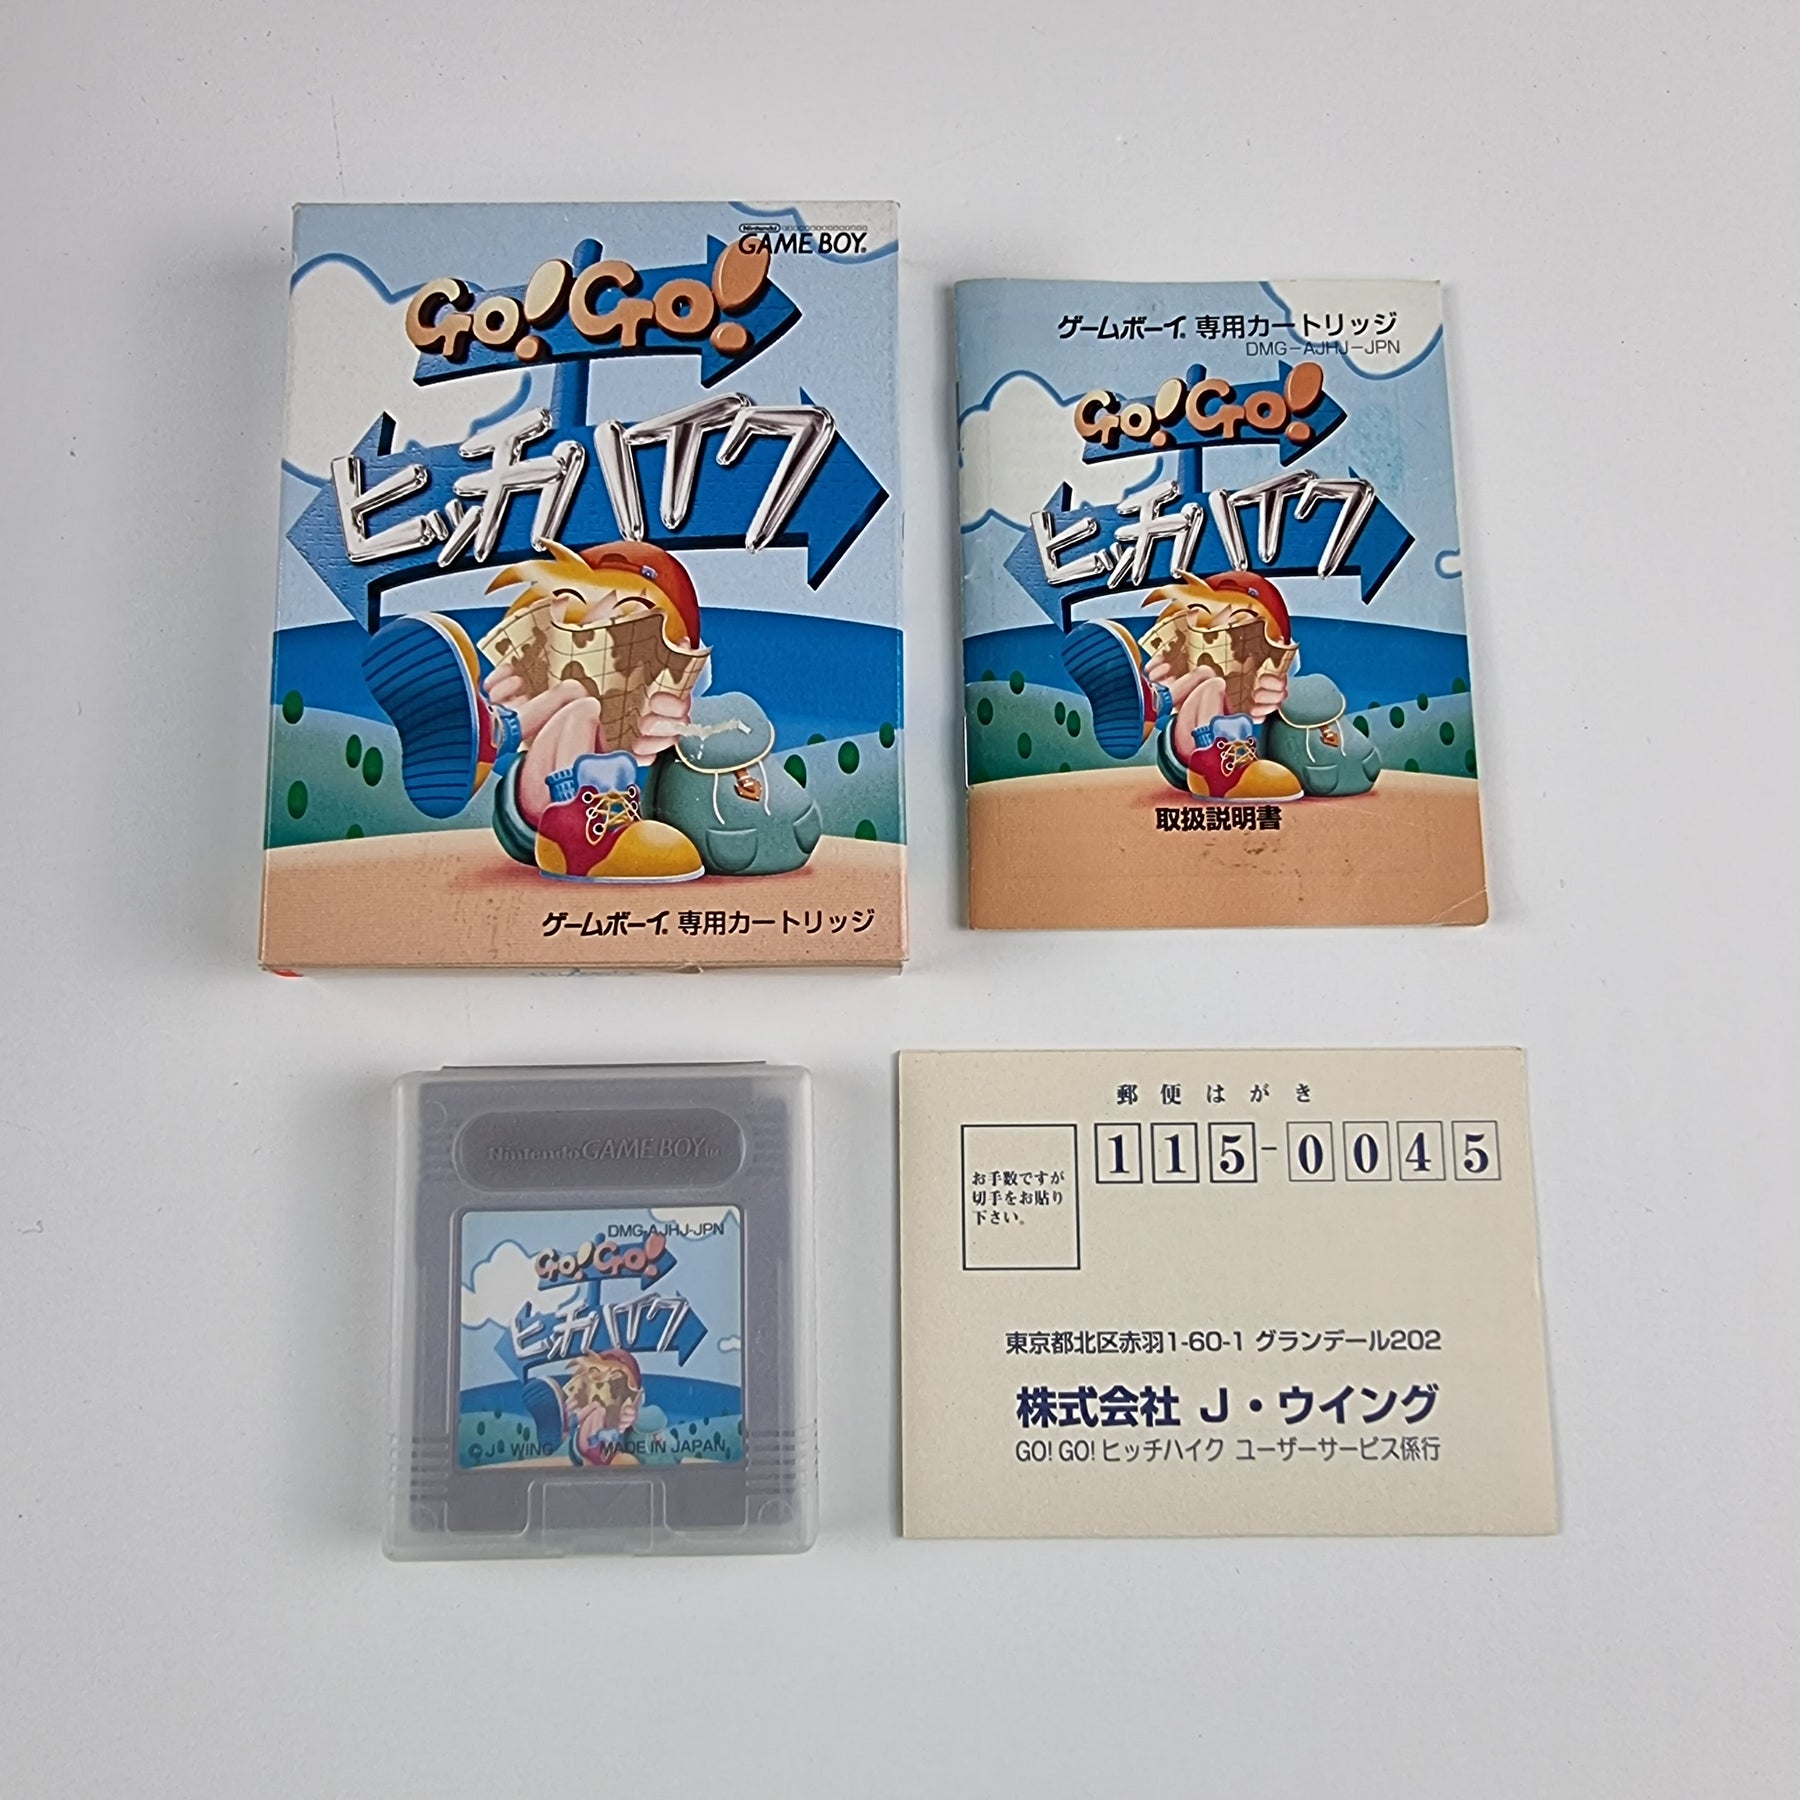 Nintendo
GAME BOY
GO! GO!
ヒッチハイク
ゲームボーイ 専用カートリッジ
ゲームボーイ 専用カートリッジ
DMG-AJHJ-JPN
GO! GO!
ヒッチハイク
取扱説明書
Nintendo GAME BOY TM
DMG-AJHJ-JPN
GO! GO!
ヒッチハイク
© J・WING MADE IN JAPAN
郵便はがき
115-0045
お手数ですが
切手をお貼り
下さい。
東京都北区赤羽1-60-1 グランデール202
株式会社 J・ウイング
GO! GO! ヒッチハイク ユーザーサービス係行